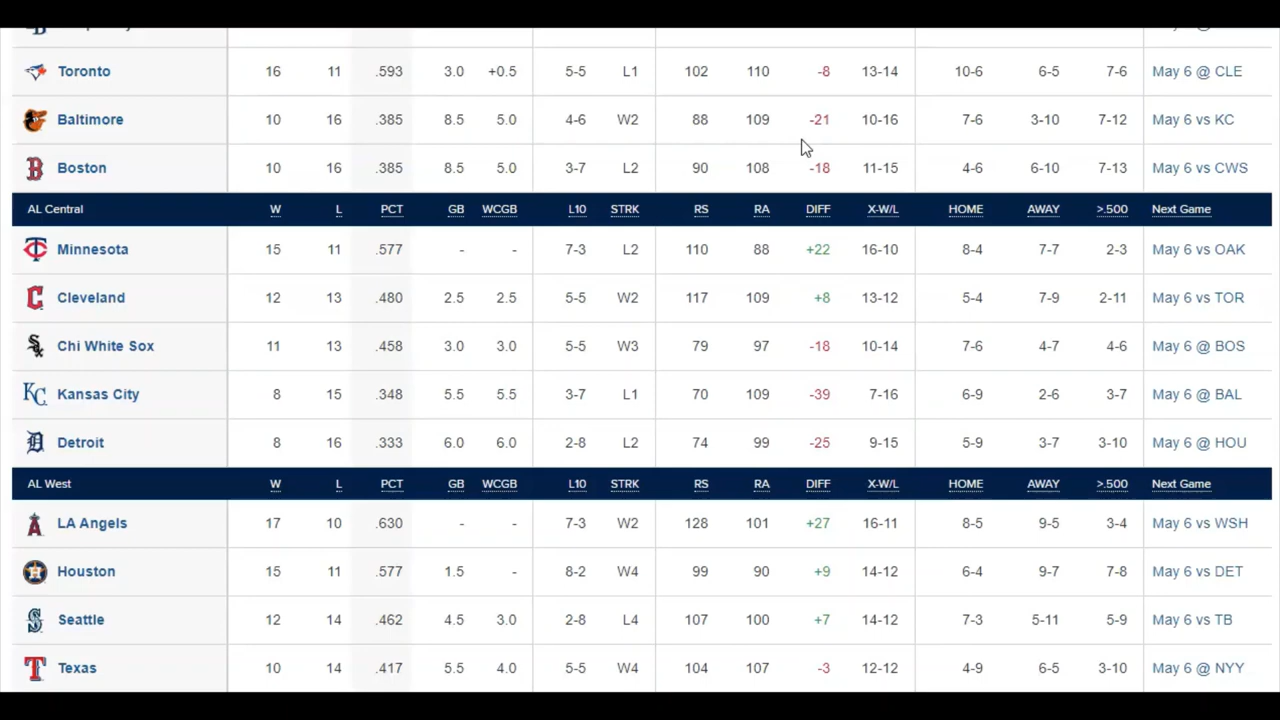 Toronto 16 11 .593 3.0 +0.5 5-5 L1 102 110 -8 13-14 10-6 6-5 7-6 May 6 @ CLE
Baltimore 10 16 .385 8.5 5.0 4-6 W2 88 109 -21 10-16 7-6 3-10 7-12 May 6 vs KC
Boston 10 16 .385 8.5 5.0 3-7 L2 90 108 -18 11-15 4-6 6-10 7-13 May 6 vs CWS
AL Central W L PCT GB WCGB L10 STRK RS RA DIFF X-W/L HOME AWAY >.500 Next Game
Minnesota 15 11 .577 - - 7-3 L2 110 88 +22 16-10 8-4 7-7 2-3 May 6 vs OAK
Cleveland 12 13 .480 2.5 2.5 5-5 W2 117 109 +8 13-12 5-4 7-9 2-11 May 6 vs TOR
Chi White Sox 11 13 .458 3.0 3.0 5-5 W3 79 97 -18 10-14 7-6 4-7 4-6 May 6 @ BOS
Kansas City 8 15 .348 5.5 5.5 3-7 L1 70 109 -39 7-16 6-9 2-6 3-7 May 6 @ BAL
Detroit 8 16 .333 6.0 6.0 2-8 L2 74 99 -25 9-15 5-9 3-7 3-10 May 6 @ HOU
AL West W L PCT GB WCGB L10 STRK RS RA DIFF X-W/L HOME AWAY >.500 Next Game
LA Angels 17 10 .630 - - 7-3 W2 128 101 +27 16-11 8-5 9-5 3-4 May 6 vs WSH
Houston 15 11 .577 1.5 - 8-2 W4 99 90 +9 14-12 6-4 9-7 7-8 May 6 vs DET
Seattle 12 14 .462 4.5 3.0 2-8 L4 107 100 +7 14-12 7-3 5-11 5-9 May 6 vs TB
Texas 10 14 .417 5.5 4.0 5-5 W4 104 107 -3 12-12 4-9 6-5 3-10 May 6 @ NYY